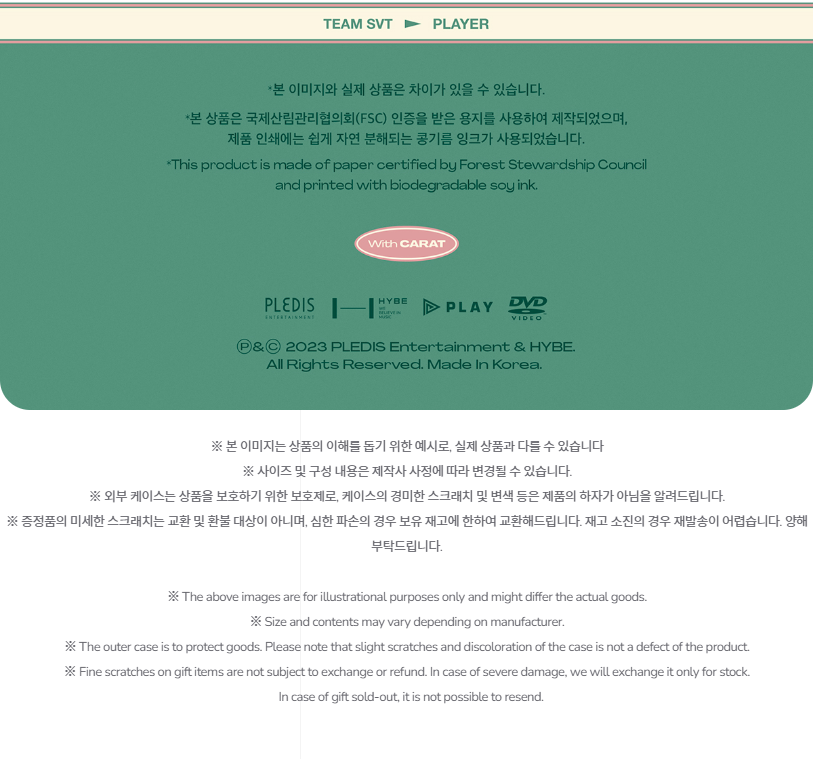 TEAM SVT ► PLAYER
*본 이미지와 실제 상품은 차이가 있을 수 있습니다.
*본 상품은 국제산림관리협의회(FSC) 인증을 받은 용지를 사용하여 제작되었으며,
제품 인쇄에는 쉽게 자연 분해되는 콩기름 잉크가 사용되었습니다.
*This product is made of paper certified by Forest Stewardship Council
and printed with biodegradable soy ink.
With CARAT
PLEDIS ENTERTAINMENT HYBE WE BELIEVE IN MUSIC PLAY DVD VIDEO
Ⓟ&Ⓒ 2023 PLEDIS Entertainment & HYBE.
All Rights Reserved. Made In Korea.
※ 본 이미지는 상품의 이해를 돕기 위한 예시로, 실제 상품과 다를 수 있습니다
※ 사이즈 및 구성 내용은 제작사 사정에 따라 변경될 수 있습니다.
※ 외부 케이스는 상품을 보호하기 위한 보호제로, 케이스의 경미한 스크래치 및 변색 등은 제품의 하자가 아님을 알려드립니다.
※ 증정품의 미세한 스크래치는 교환 및 환불 대상이 아니며, 심한 파손의 경우 보유 재고에 한하여 교환해드립니다. 재고 소진의 경우 재발송이 어렵습니다. 양해
부탁드립니다.
※ The above images are for illustrational purposes only and might differ the actual goods.
※ Size and contents may vary depending on manufacturer.
※ The outer case is to protect goods. Please note that slight scratches and discoloration of the case is not a defect of the product.
※ Fine scratches on gift items are not subject to exchange or refund. In case of severe damage, we will exchange it only for stock.
In case of gift sold-out, it is not possible to resend.